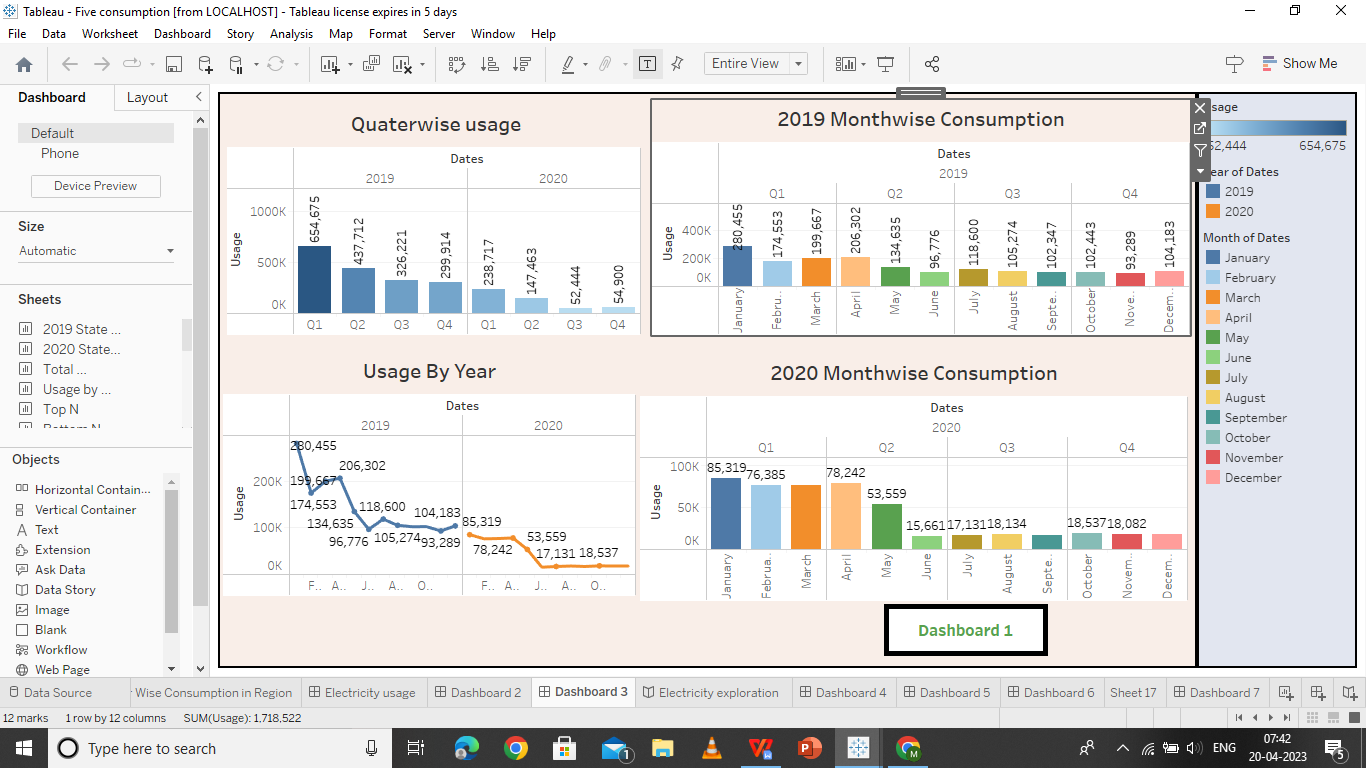 Tableau - Five consumption [from LOCALHOST] - Tableau license expires in 5 days
File Data Worksheet Dashboard Story Analysis Map Format Server Window Help
Entire View
Show Me
Dashboard Layout
Default
Phone
Device Preview
Size
Automatic
Sheets
2019 State ...
2020 State...
Total ...
Usage by ...
Top N
Bottom N
Objects
Horizontal Contain...
Vertical Container
Text
Extension
Ask Data
Data Story
Image
Blank
Workflow
Web Page
Quaterwise usage
Dates
2019 2020
Usage
1000K
500K
0K
654,675 437,712 326,221 299,914 238,717 147,463 52,444 54,900
Q1 Q2 Q3 Q4 Q1 Q2 Q3 Q4
2019 Monthwise Consumption
Dates
2019
Q1 Q2 Q3 Q4
Usage
400K
200K
0K
280,455 174,553 199,667 206,302 134,635 96,776 118,600 105,274 102,347 102,443 93,289 104,183
January Febru.. March April May June July August Septe.. October Nove.. Decem..
Usage By Year
Dates
2019 2020
Usage
200K
100K
0K
280,455
206,302
199,667
174,553
118,600 104,183
134,635
96,776 105,274 93,289
85,319
78,242 53,559
17,131 18,537
F.. A.. J.. A.. O.. F.. A.. J.. A.. O..
2020 Monthwise Consumption
Dates
2020
Q1 Q2 Q3 Q4
Usage
100K
50K
0K
85,319 76,385 78,242 53,559 15,661 17,131 18,134 18,537 18,082
January Februa.. March April May June July August Septe.. October Novem.. Decem..
Dashboard 1
sage
52,444 654,675
ear of Dates
2019
2020
Month of Dates
January
February
March
April
May
June
July
August
September
October
November
December
Data Source Wise Consumption in Region Electricity usage Dashboard 2 Dashboard 3 Electricity exploration Dashboard 4 Dashboard 5 Dashboard 6 Sheet 17 Dashboard 7
12 marks 1 row by 12 columns SUM(Usage): 1,718,522
Type here to search
1
ENG
07:42
20-04-2023
5